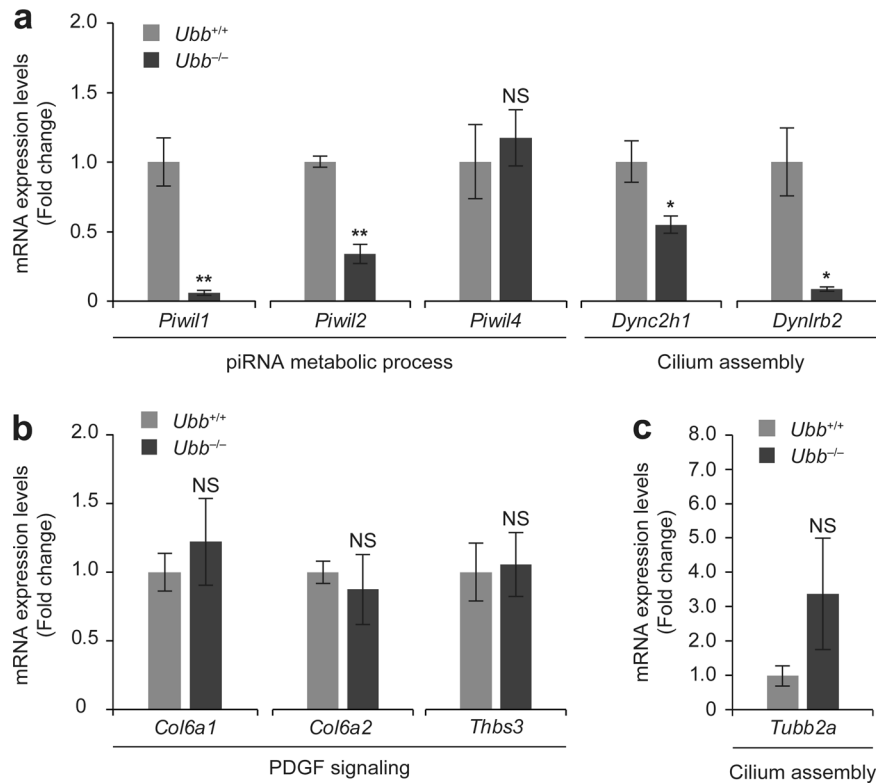 a
Ubb+/+
Ubb–/–
mRNA expression levels
(Fold change)
2.0
1.5
1.0
0.5
0
**
**
NS
*
*
Piwil1 Piwil2 Piwil4 Dync2h1 Dynlrb2
piRNA metabolic process Cilium assembly
b
Ubb+/+
Ubb–/–
mRNA expression levels
(Fold change)
2.0
1.5
1.0
0.5
0
NS
NS
NS
Col6a1 Col6a2 Thbs3
PDGF signaling
c
Ubb+/+
Ubb–/–
mRNA expression levels
(Fold change)
8.0
7.0
6.0
5.0
4.0
3.0
2.0
1.0
0
NS
Tubb2a
Cilium assembly